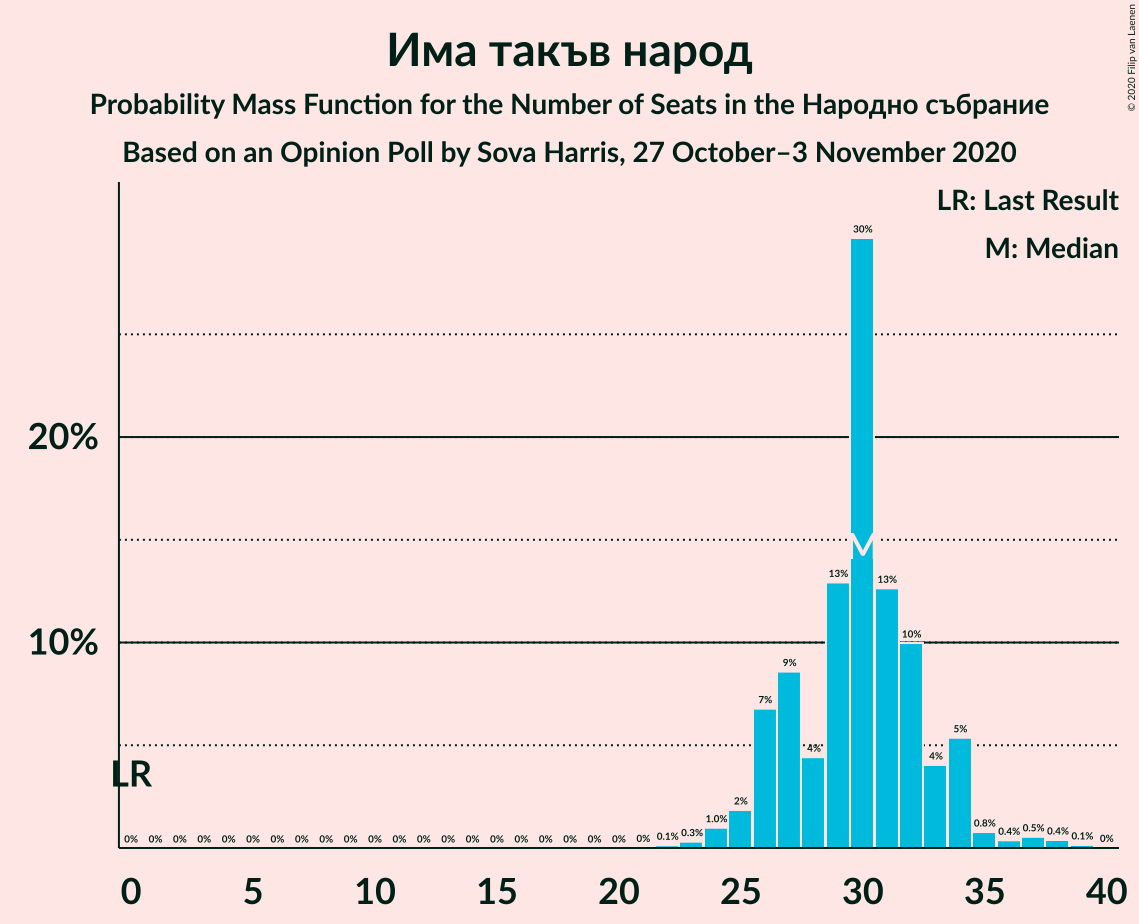 Има такъв народ
Probability Mass Function for the Number of Seats in the Народно събрание
Based on an Opinion Poll by Sova Harris, 27 October–3 November 2020
© 2020 Filip van Laenen
LR: Last Result
M: Median
30%
20%
13% 13%
10% 10%
9%
7%
4% 4% 5%
LR
2%
0% 0% 0% 0% 0% 0% 0% 0% 0% 0% 0% 0% 0% 0% 0% 0% 0% 0% 0% 0% 0% 0% 0.1% 0.3% 1.0% 0.8% 0.4% 0.5% 0.4% 0.1% 0%
0 5 10 15 20 25 30 35 40